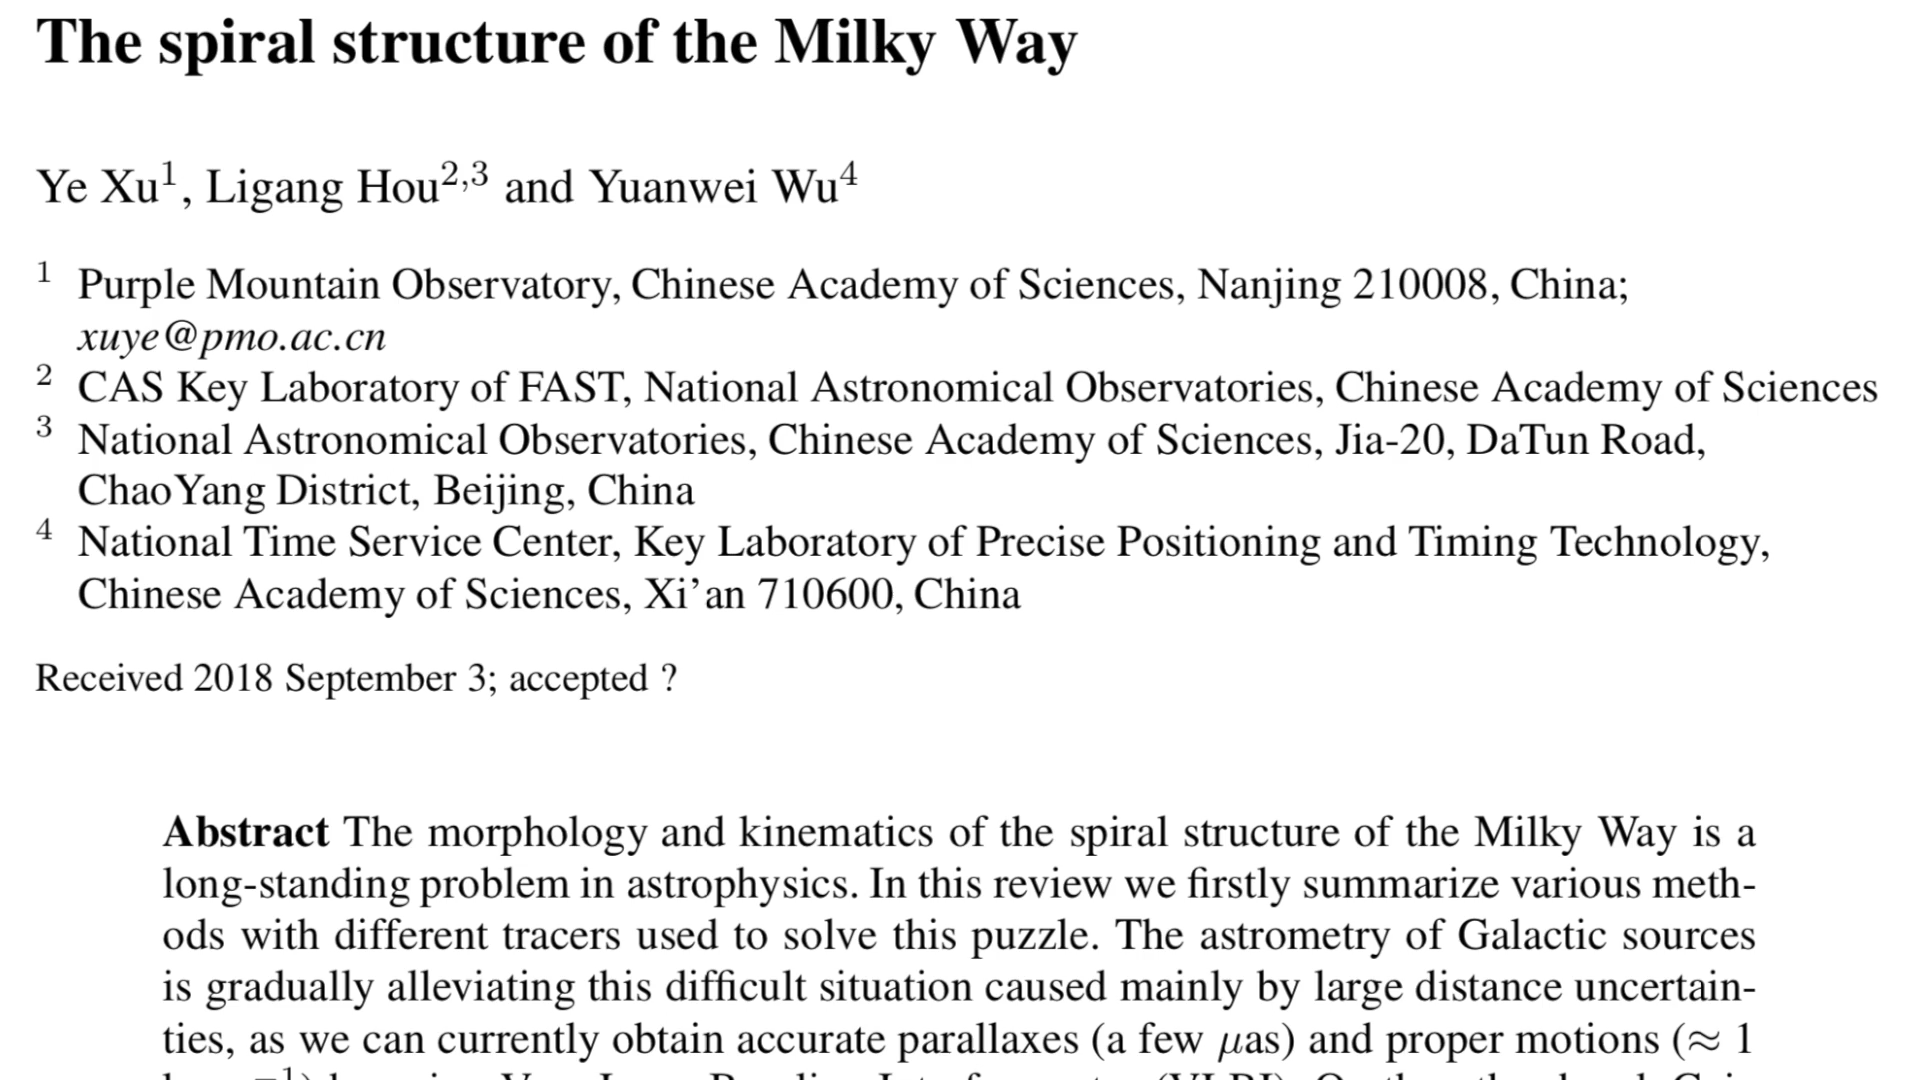 The spiral structure of the Milky Way
Ye Xu¹, Ligang Hou²,³ and Yuanwei Wu⁴
¹ Purple Mountain Observatory, Chinese Academy of Sciences, Nanjing 210008, China;
xuye@pmo.ac.cn
² CAS Key Laboratory of FAST, National Astronomical Observatories, Chinese Academy of Sciences
³ National Astronomical Observatories, Chinese Academy of Sciences, Jia-20, DaTun Road,
ChaoYang District, Beijing, China
⁴ National Time Service Center, Key Laboratory of Precise Positioning and Timing Technology,
Chinese Academy of Sciences, Xi’an 710600, China
Received 2018 September 3; accepted ?
Abstract The morphology and kinematics of the spiral structure of the Milky Way is a
long-standing problem in astrophysics. In this review we firstly summarize various meth-
ods with different tracers used to solve this puzzle. The astrometry of Galactic sources
is gradually alleviating this difficult situation caused mainly by large distance uncertain-
ties, as we can currently obtain accurate parallaxes (a few μas) and proper motions (≈ 1